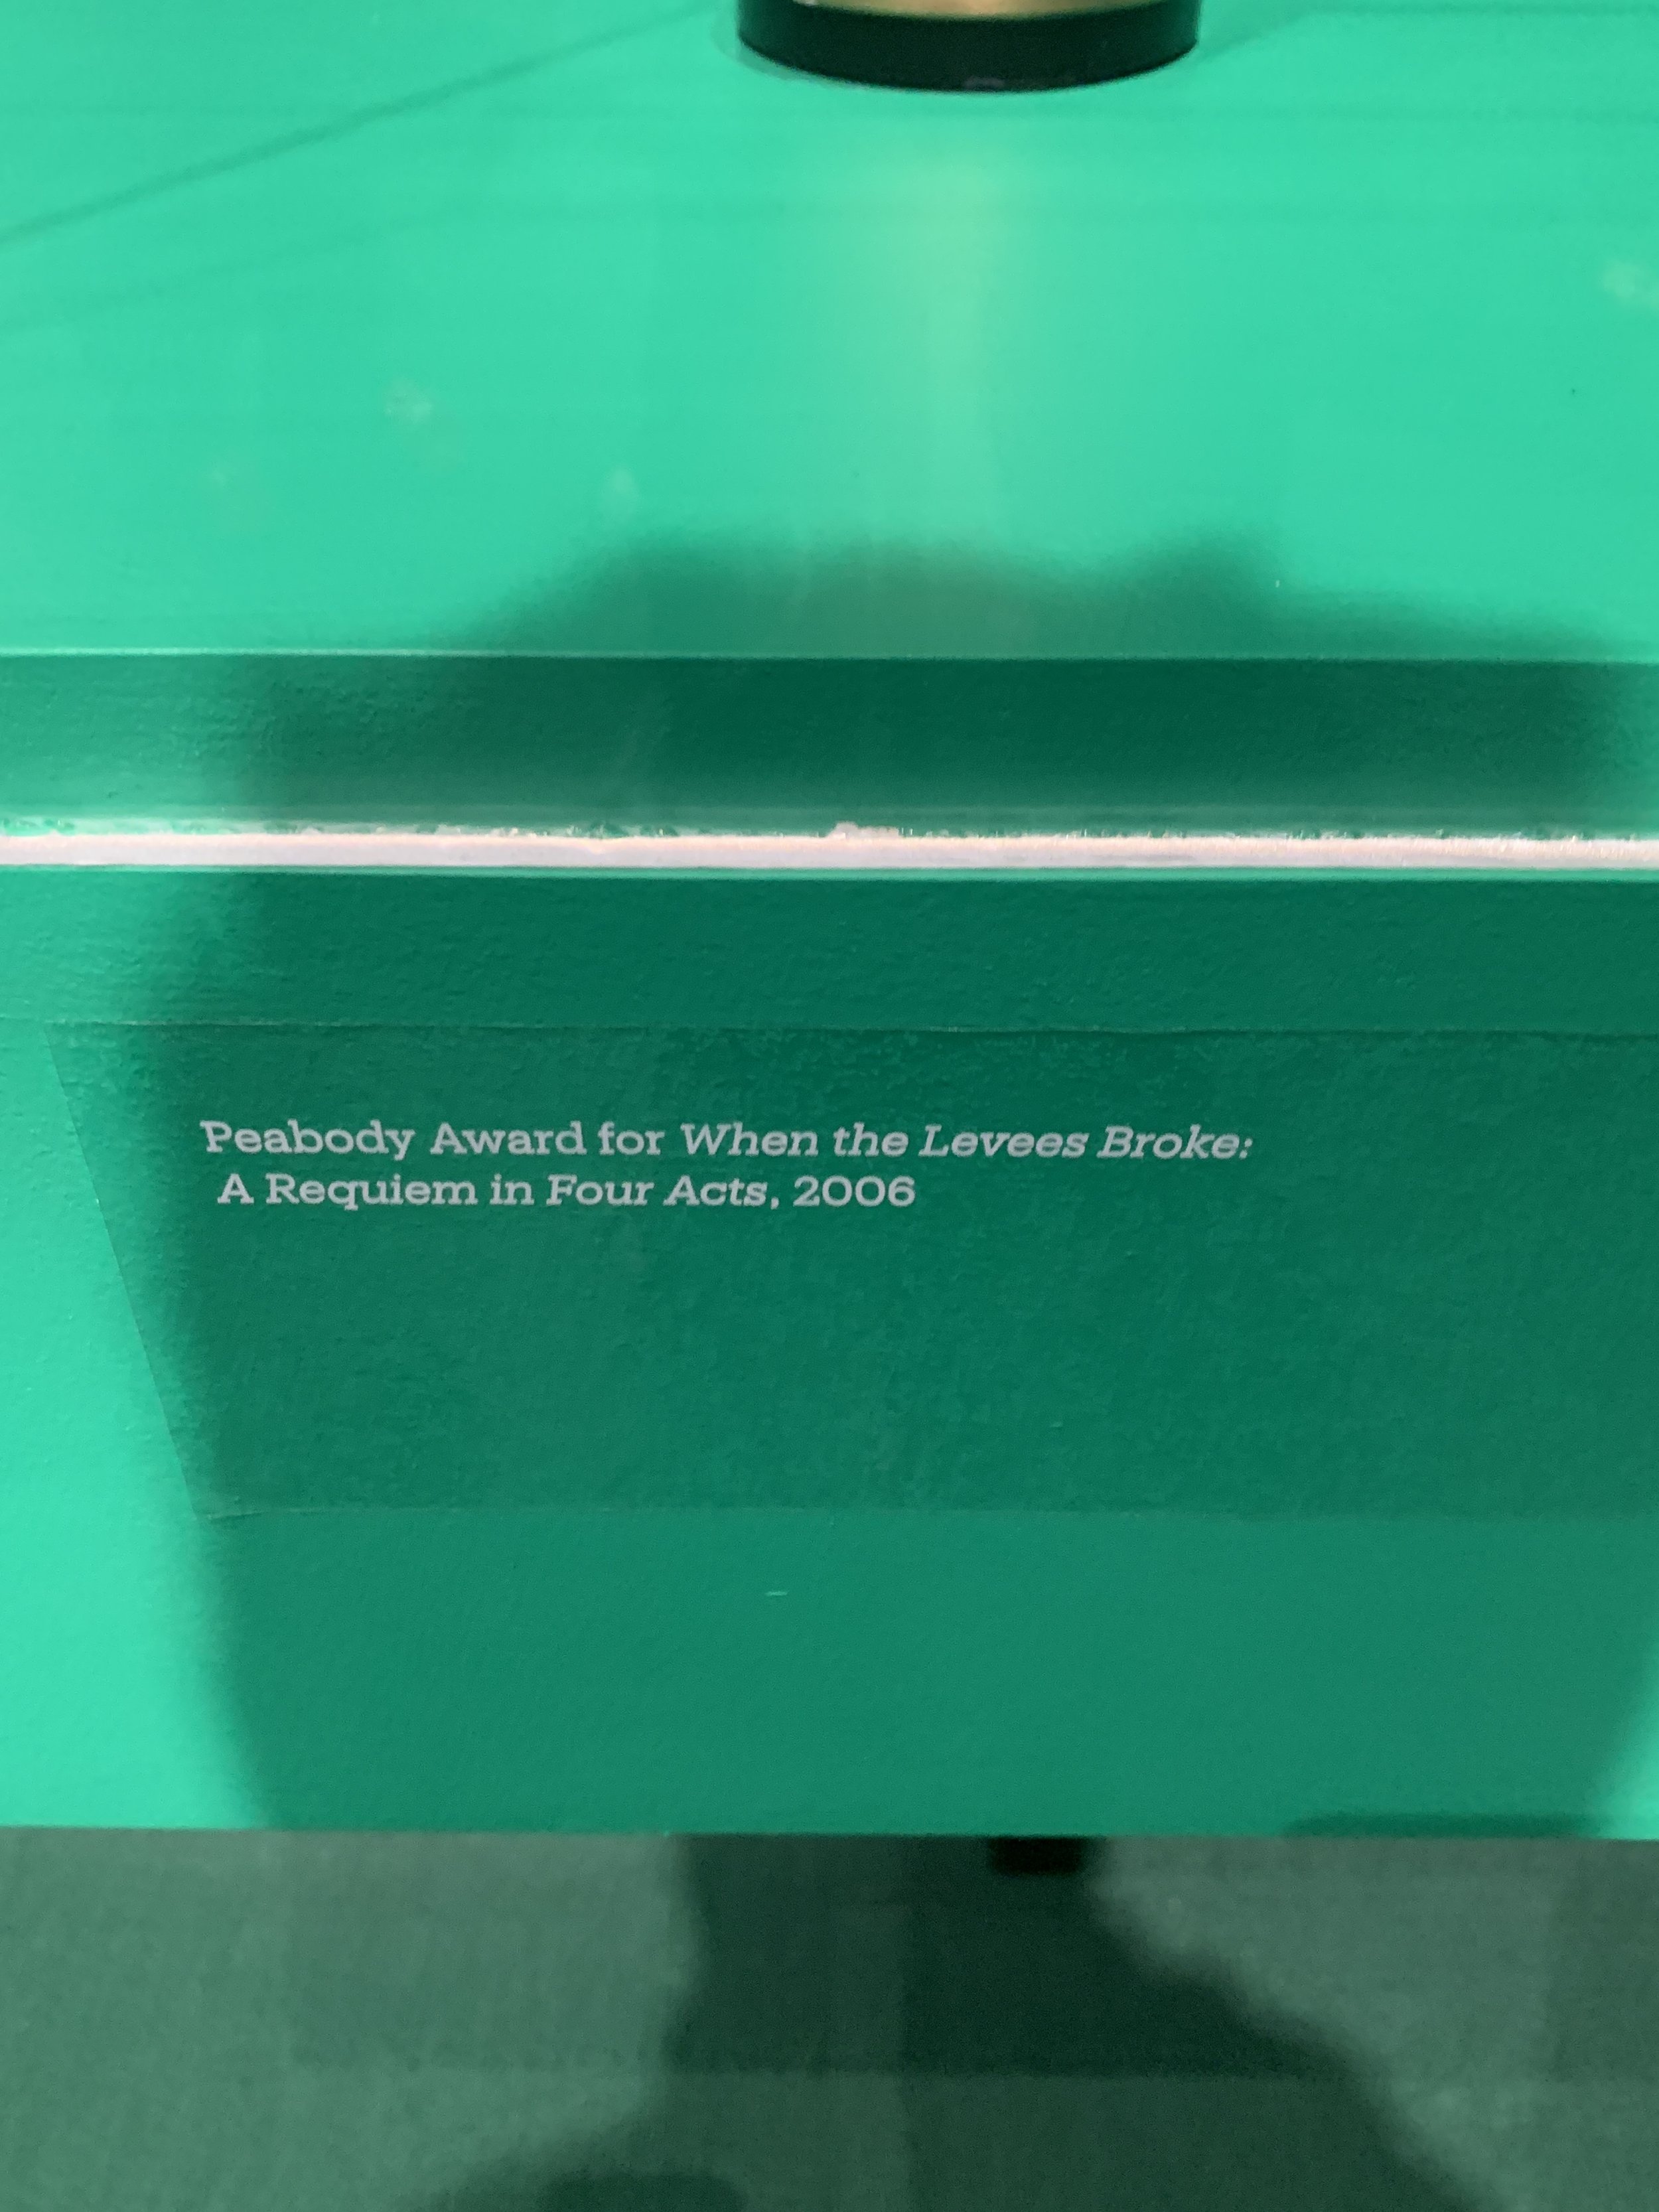 Peabody Award for When the Levees Broke:
A Requiem in Four Acts, 2006